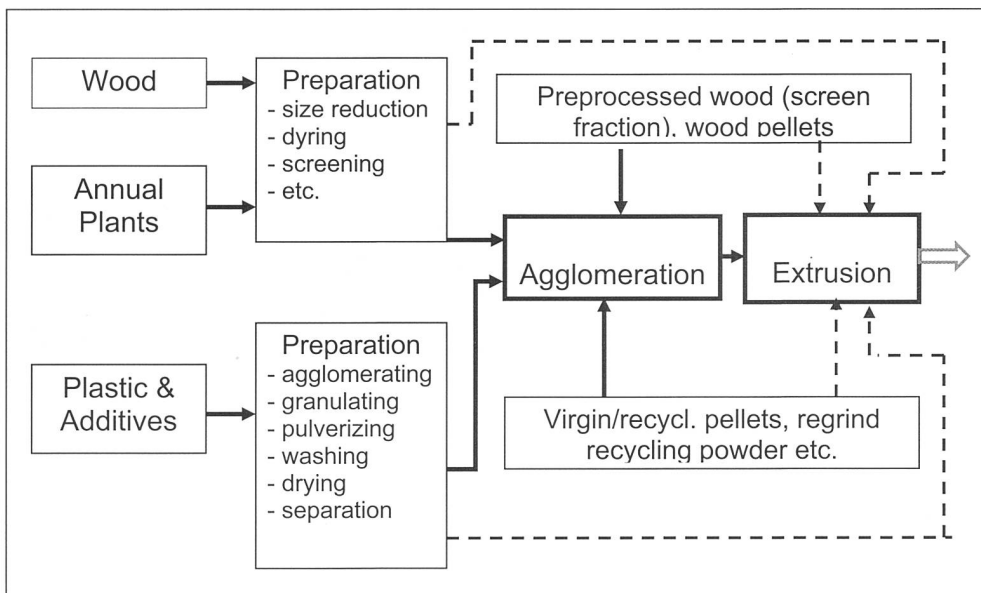 Wood
Preparation
- size reduction
- dyring
- screening
- etc.
Annual
Plants
Preprocessed wood (screen
fraction), wood pellets
Agglomeration
Extrusion
Plastic &
Additives
Preparation
- agglomerating
- granulating
- pulverizing
- washing
- drying
- separation
Virgin/recycl. pellets, regrind
recycling powder etc.